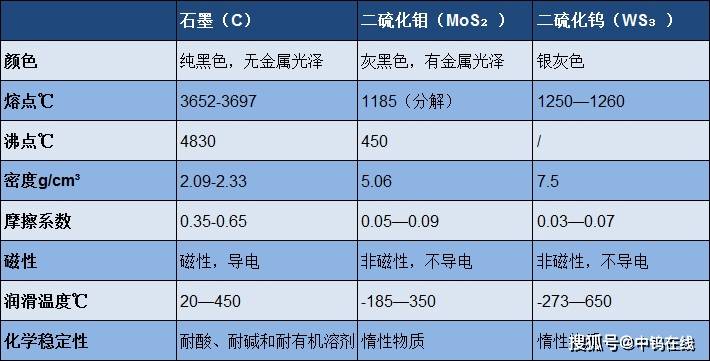 石墨（C） 二硫化钼（MoS₂ ） 二硫化钨（WS₃ ）
颜色 纯黑色，无金属光泽 灰黑色，有金属光泽 银灰色
熔点℃ 3652-3697 1185（分解） 1250—1260
沸点℃ 4830 450 /
密度g/cm³ 2.09-2.33 5.06 7.5
摩擦系数 0.35-0.65 0.05—0.09 0.03—0.07
磁性 磁性，导电 非磁性，不导电 非磁性，不导电
润滑温度℃ 20—450 -185—350 -273—650
化学稳定性 耐酸、耐碱和耐有机溶剂 惰性物质 惰性
搜狐号@中钨在线